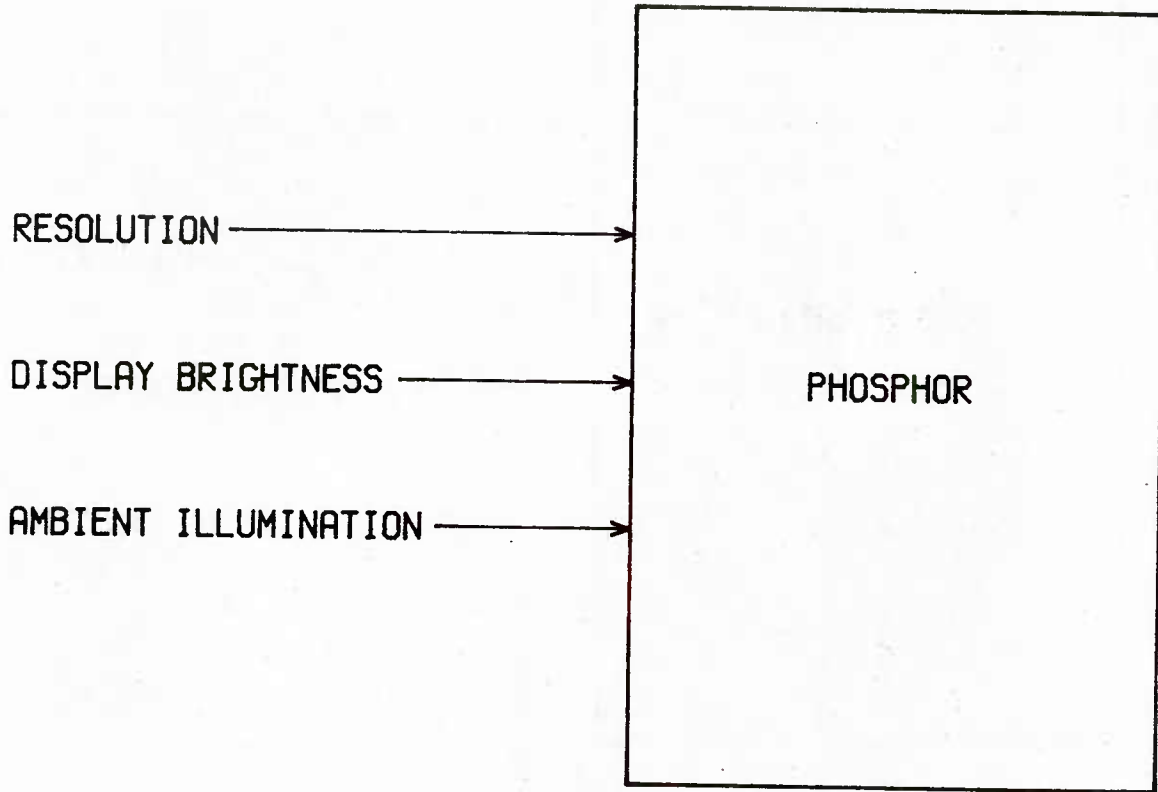 RESOLUTION
DISPLAY BRIGHTNESS
PHOSPHOR
AMBIENT ILLUMINATION